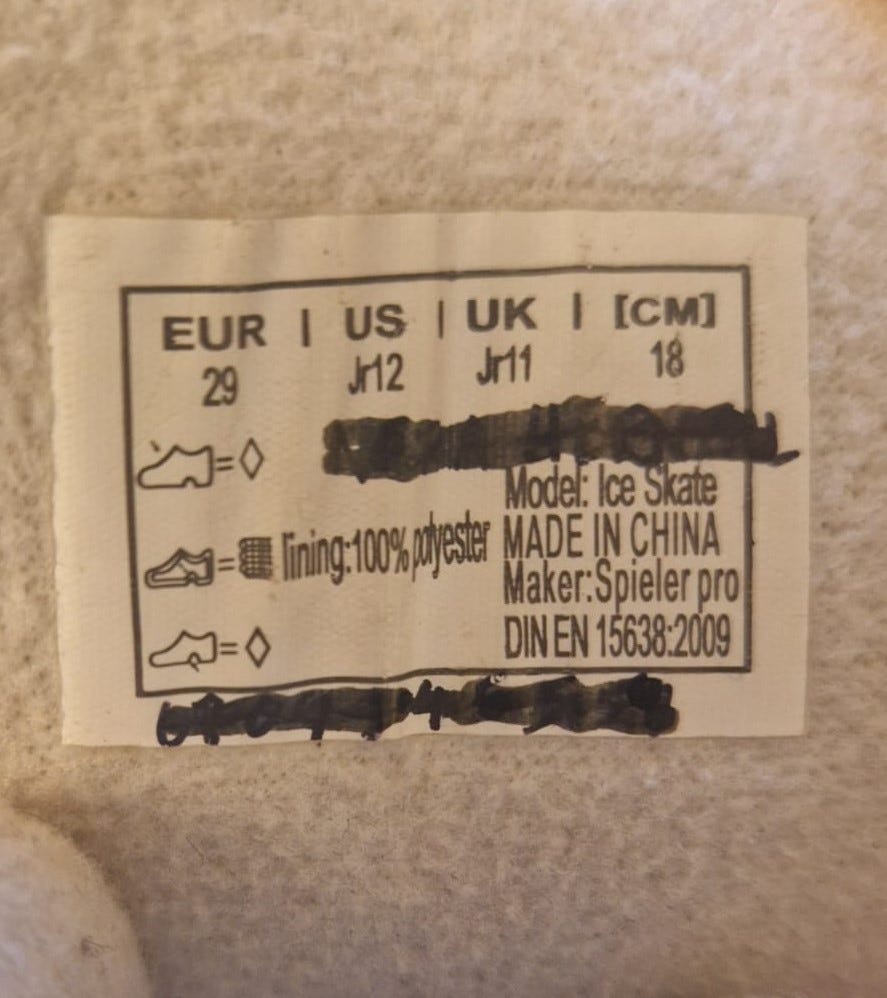 EUR | US | UK | [CM]
29 Jr12 Jr11 18
Model: Ice Skate
lining:100% polyester MADE IN CHINA
Maker:Spieler pro
DIN EN 15638:2009